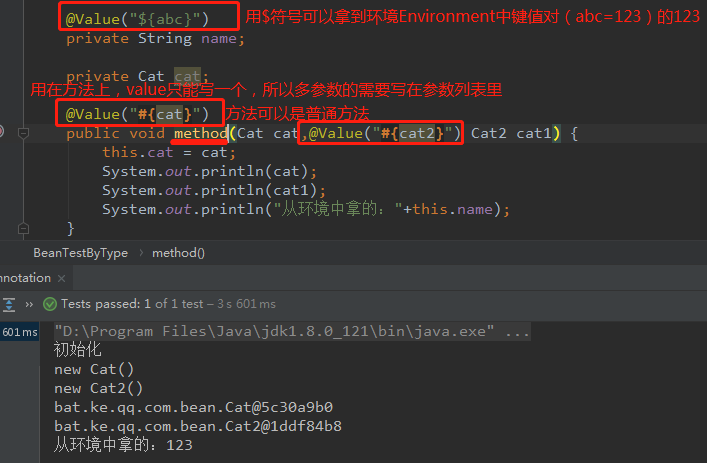 @Value("${abc}") 用$符号可以拿到环境Environment中键值对（abc=123）的123
private String name;
private Cat cat;
用在方法上，value只能写一个，所以多参数的需要写在参数列表里
@Value("#{cat}") 方法可以是普通方法
public void method(Cat cat,@Value("#{cat2}") Cat2 cat1) {
this.cat = cat;
System.out.println(cat);
System.out.println(cat1);
System.out.println("从环境中拿的："+this.name);
}
BeanTestByType › method()
nnotation ×
» Tests passed: 1 of 1 test – 3 s 601 ms
601 ms "D:\Program Files\Java\jdk1.8.0_121\bin\java.exe" ...
初始化
new Cat()
new Cat2()
bat.ke.qq.com.bean.Cat@5c30a9b0
bat.ke.qq.com.bean.Cat2@1ddf84b8
从环境中拿的：123